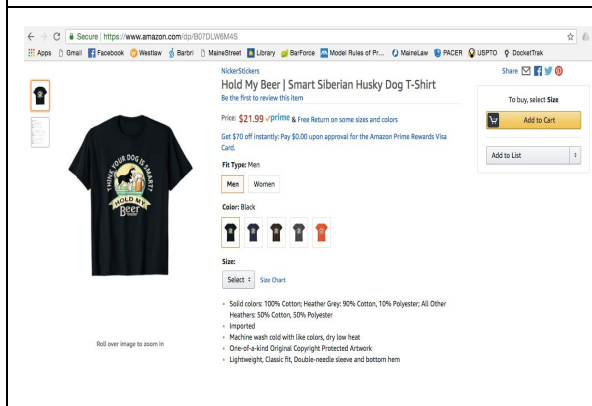 Secure | https://www.amazon.com/dp/B07DLW6M4S
Apps Gmail Facebook Westlaw Barbri MaineStreet Library BarForce Model Rules of Pr... MaineLaw PACER USPTO DocketTrak
NickerStickers
Hold My Beer | Smart Siberian Husky Dog T-Shirt
Be the first to review this item
Price: $21.99 prime & Free Return on some sizes and colors
Get $70 off instantly: Pay $0.00 upon approval for the Amazon Prime Rewards Visa
Card.
Fit Type: Men
Men Women
Color: Black
Size:
Select Size Chart
Solid colors: 100% Cotton; Heather Grey: 90% Cotton, 10% Polyester; All Other
Heathers: 50% Cotton, 50% Polyester
Imported
Machine wash cold with like colors, dry low heat
One-of-a-kind Original Copyright Protected Artwork
Lightweight, Classic fit, Double-needle sleeve and bottom hem
THINK YOUR DOG IS SMART?
HOLD MY
Beer
Roll over image to zoom in
Share
To buy, select Size
Add to Cart
Add to List